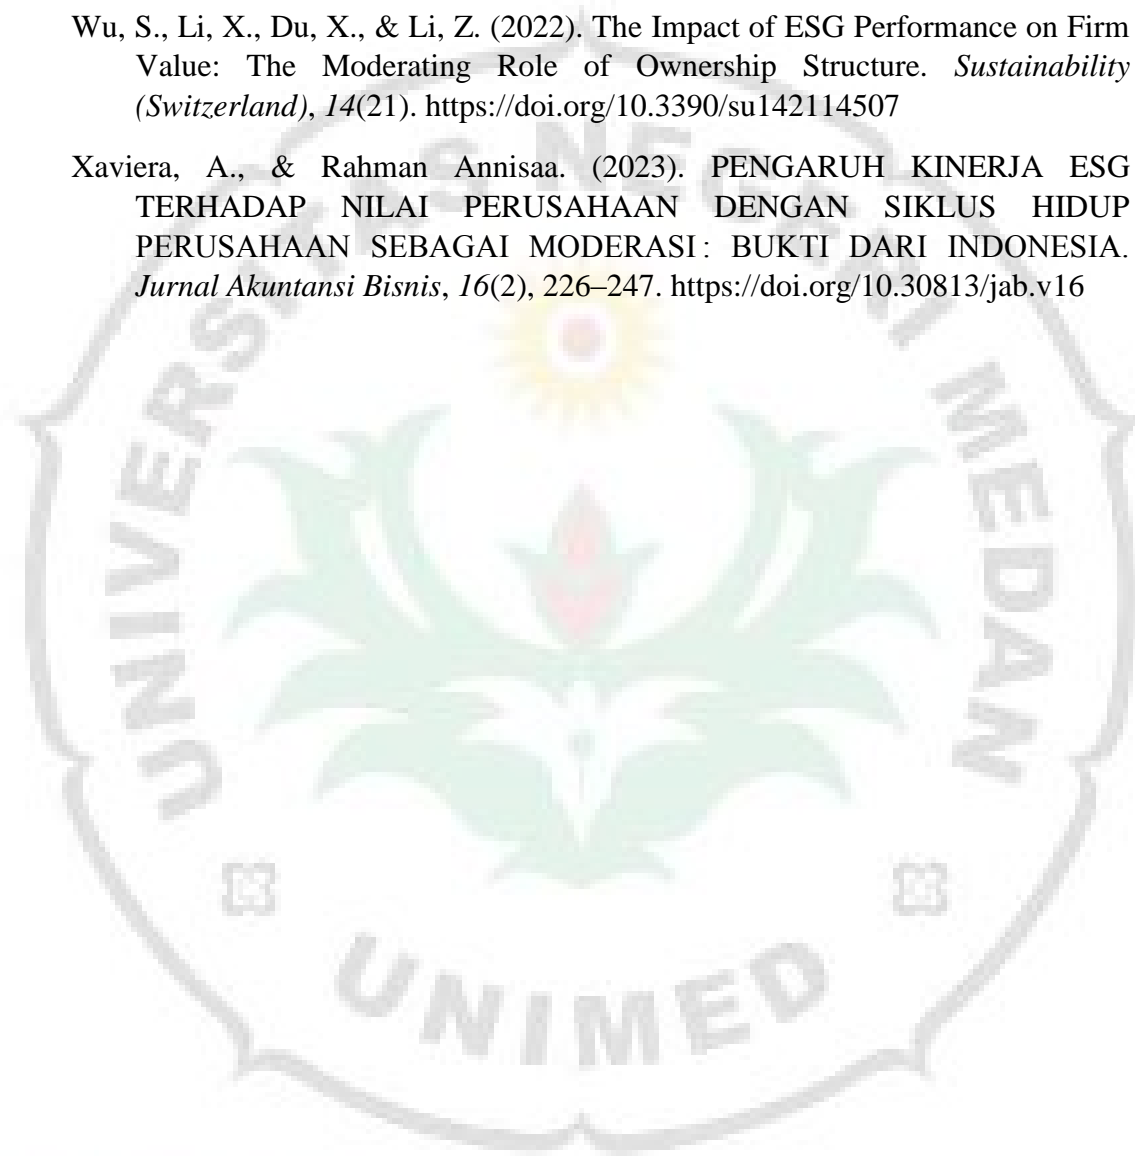 Wu, S., Li, X., Du, X., & Li, Z. (2022). The Impact of ESG Performance on Firm
Value: The Moderating Role of Ownership Structure. Sustainability
(Switzerland), 14(21). https://doi.org/10.3390/su142114507
Xaviera, A., & Rahman Annisaa. (2023). PENGARUH KINERJA ESG
TERHADAP NILAI PERUSAHAAN DENGAN SIKLUS HIDUP
PERUSAHAAN SEBAGAI MODERASI : BUKTI DARI INDONESIA.
Jurnal Akuntansi Bisnis, 16(2), 226–247. https://doi.org/10.30813/jab.v16
UNIVERSITAS NEGERI MEDAN
UNIMED